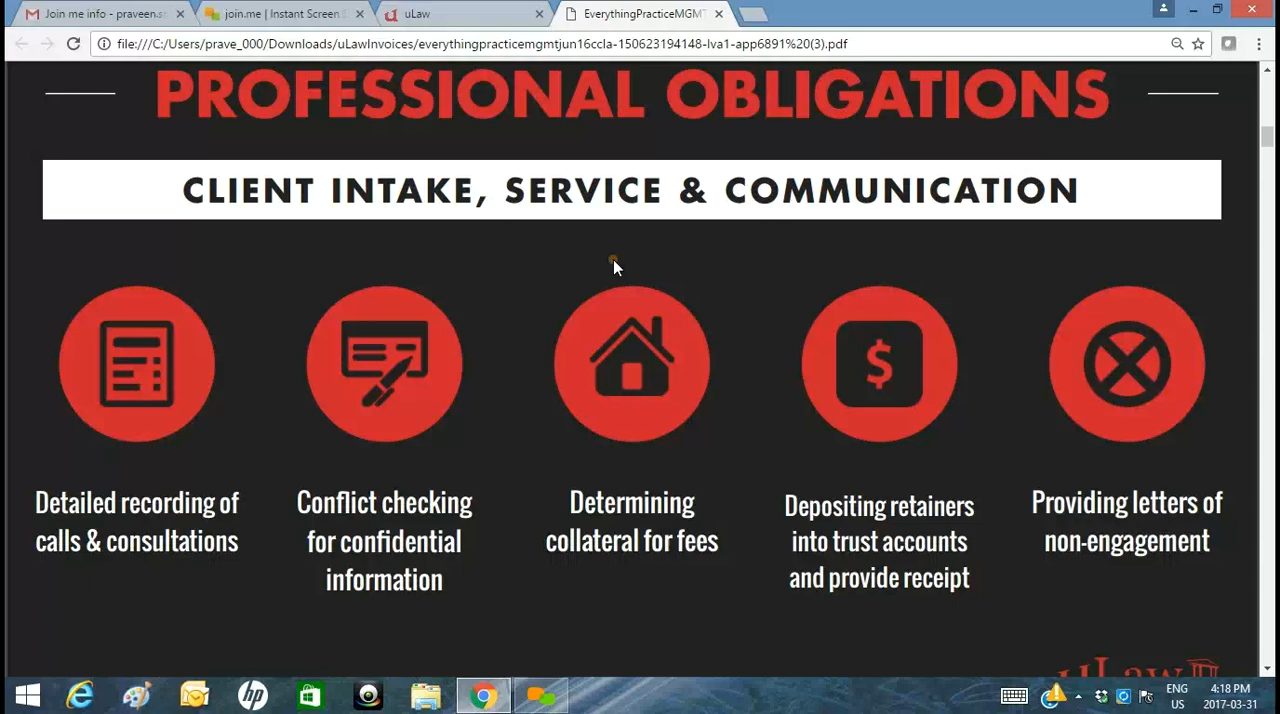 Join me info - praveen.s
join.me | Instant Screen S
uLaw
EverythingPracticeMGMT
file:///C:/Users/prave_000/Downloads/uLawInvoices/everythingpracticemgmtjun16ccla-150623194148-lva1-app6891%20(3).pdf
PROFESSIONAL OBLIGATIONS
CLIENT INTAKE, SERVICE & COMMUNICATION
$
Detailed recording of
calls & consultations
Conflict checking
for confidential
information
Determining
collateral for fees
Depositing retainers
into trust accounts
and provide receipt
Providing letters of
non-engagement
uLaw
hp
ENG
US
4:18 PM
2017-03-31